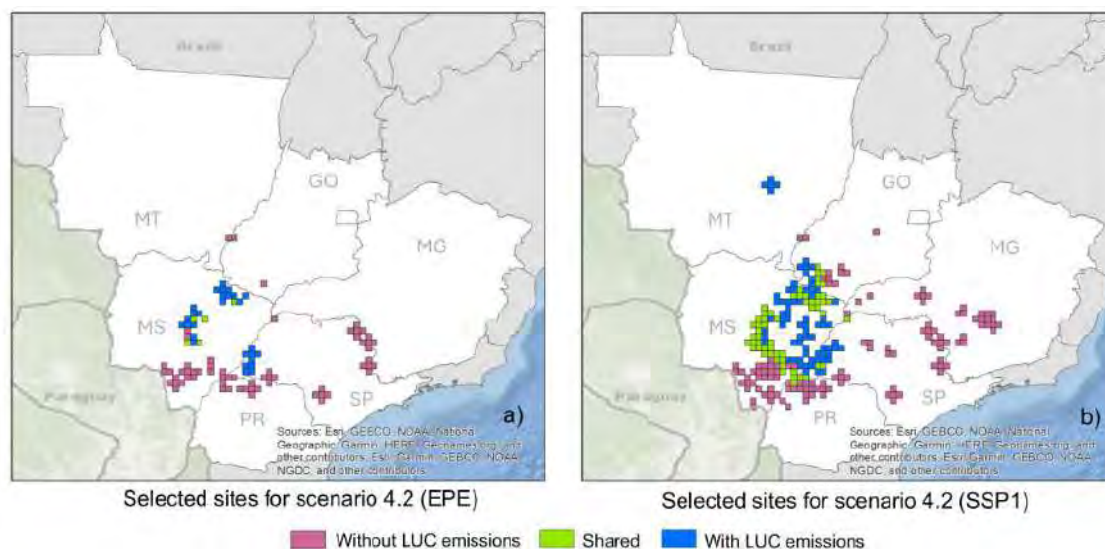 Brazil
GO
MT
MG
MS
SP
PR
Paraguay
a)
Sources: Esri, GEBCO, NOAA, National
Geographic, Garmin, HERE, Geonames.org, and
other contributors, Esri, Garmin, GEBCO, NOAA
NGDC, and other contributors
Selected sites for scenario 4.2 (EPE)
Brazil
GO
MT
MG
MS
SP
PR
Paraguay
b)
Sources: Esri, GEBCO, NOAA, National
Geographic, Garmin, HERE, Geonames.org, and
other contributors, Esri, Garmin, GEBCO, NOAA,
NGDC, and other contributors
Selected sites for scenario 4.2 (SSP1)
Without LUC emissions
Shared
With LUC emissions